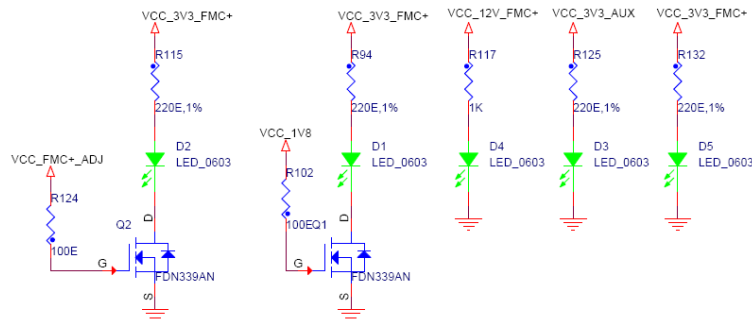 VCC_3V3_FMC+
R115
220E,1%
D2
LED_0603
VCC_FMC+_ADJ
R124
100E
Q2
D
G
S
FDN339AN
VCC_3V3_FMC+
R94
220E,1%
D1
LED_0603
VCC_1V8
R102
100EQ1
D
G
S
FDN339AN
VCC_12V_FMC+
R117
1K
D4
LED_0603
VCC_3V3_AUX
R125
220E,1%
D3
LED_0603
VCC_3V3_FMC+
R132
220E,1%
D5
LED_0603